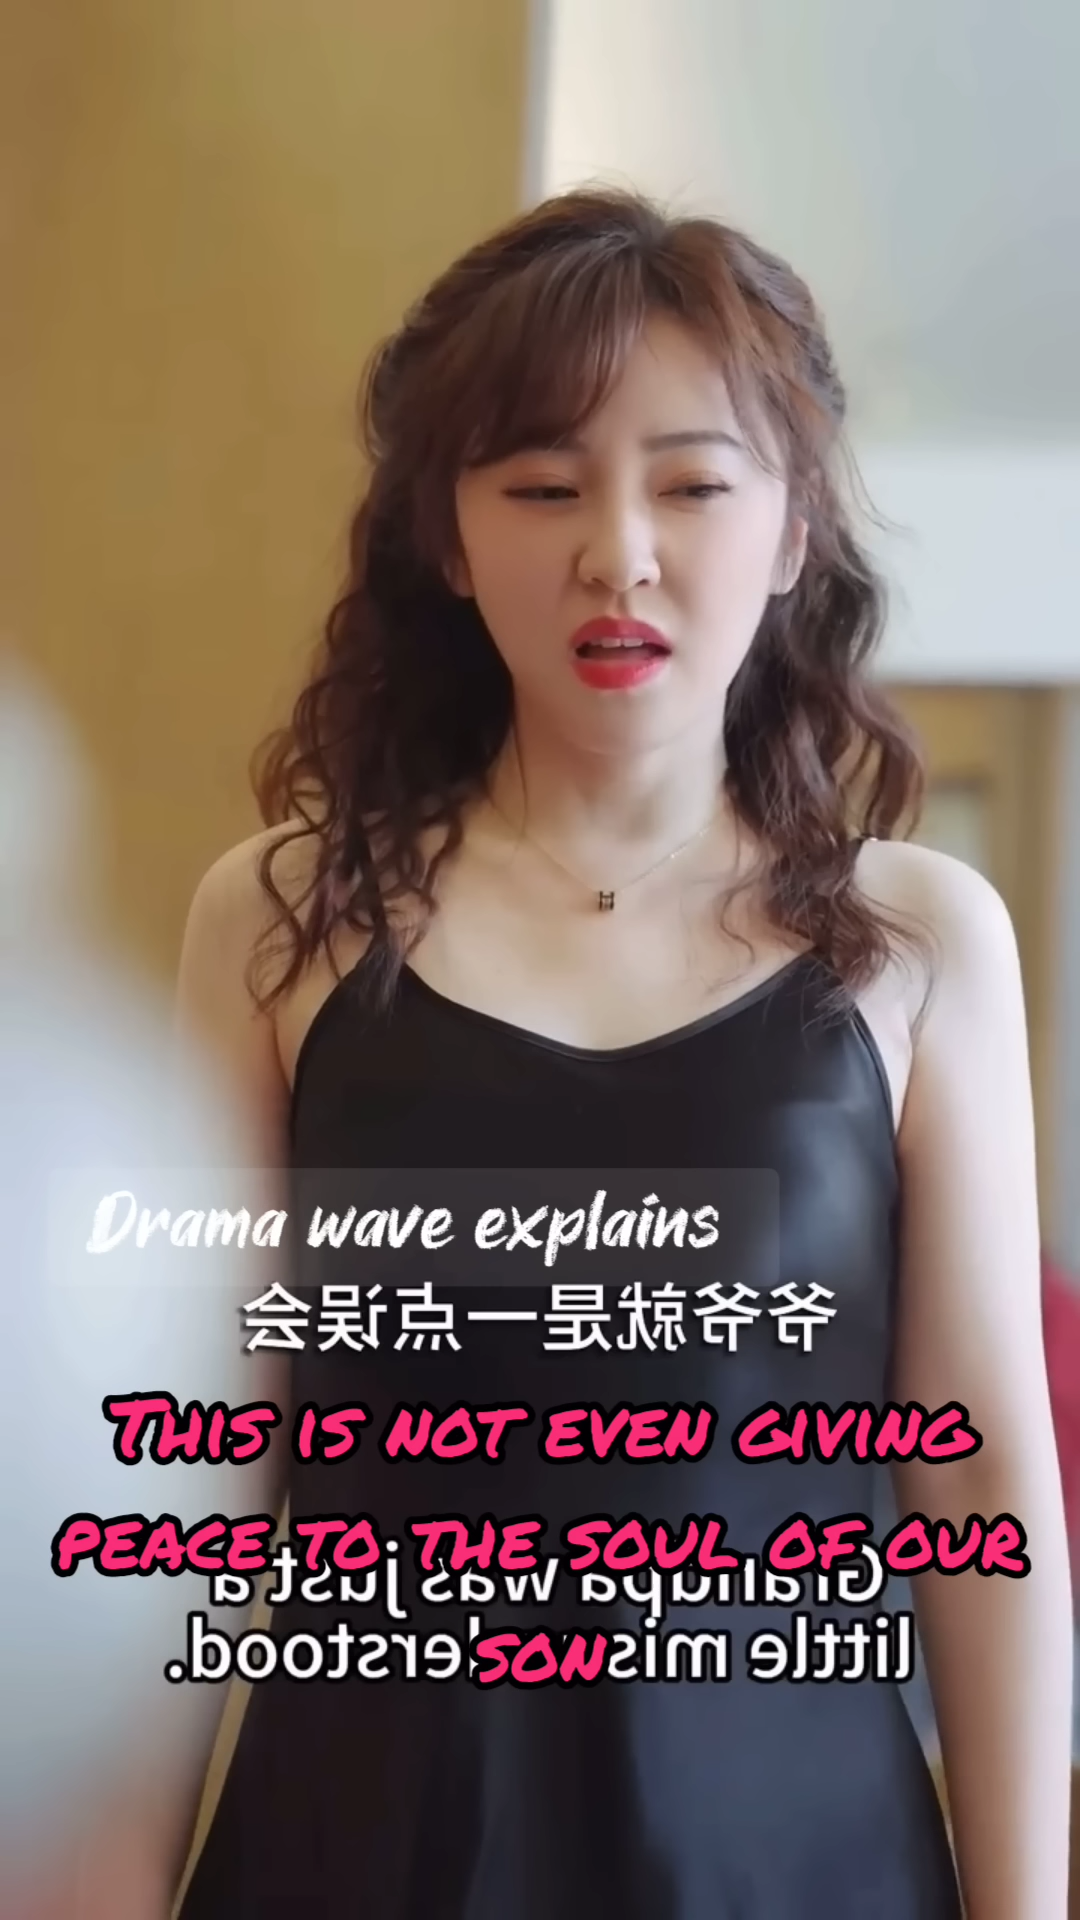 Drama wave explains
爷爷就是一点误会
THIS IS NOT EVEN GIVING
PEACE TO THE SOUL OF OUR
SON
Grandpa was just a
little misunderstood.